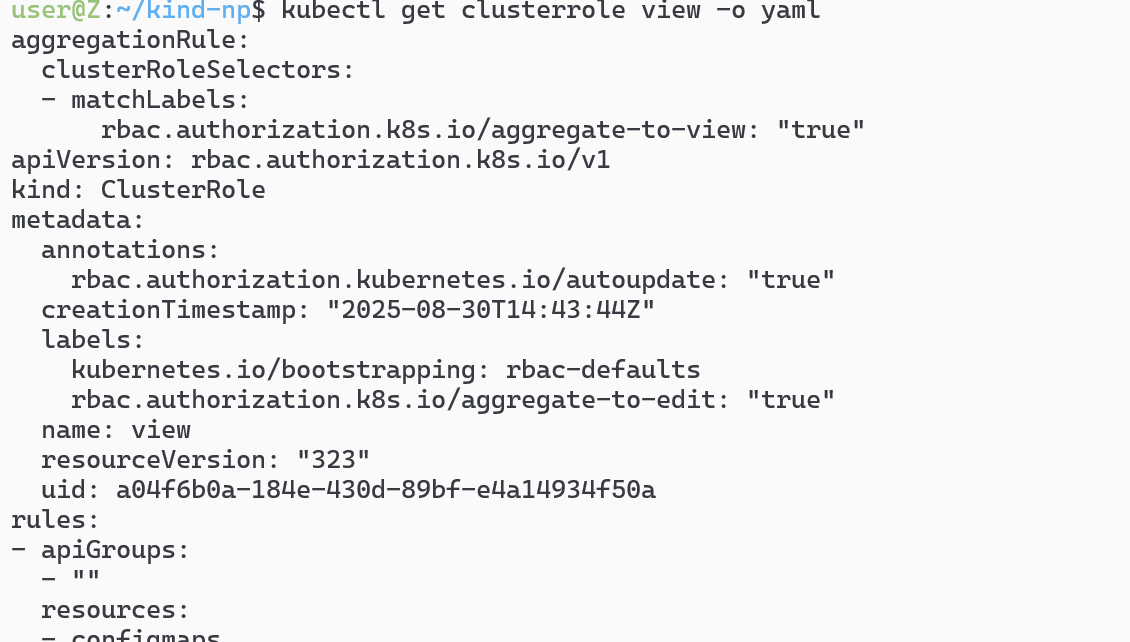 user@Z:~/kind-np$ kubectl get clusterrole view -o yaml
aggregationRule:
  clusterRoleSelectors:
  - matchLabels:
      rbac.authorization.k8s.io/aggregate-to-view: "true"
apiVersion: rbac.authorization.k8s.io/v1
kind: ClusterRole
metadata:
  annotations:
    rbac.authorization.kubernetes.io/autoupdate: "true"
  creationTimestamp: "2025-08-30T14:43:44Z"
  labels:
    kubernetes.io/bootstrapping: rbac-defaults
    rbac.authorization.k8s.io/aggregate-to-edit: "true"
  name: view
  resourceVersion: "323"
  uid: a04f6b0a-184e-430d-89bf-e4a14934f50a
rules:
- apiGroups:
  - ""
  resources:
  - configmaps